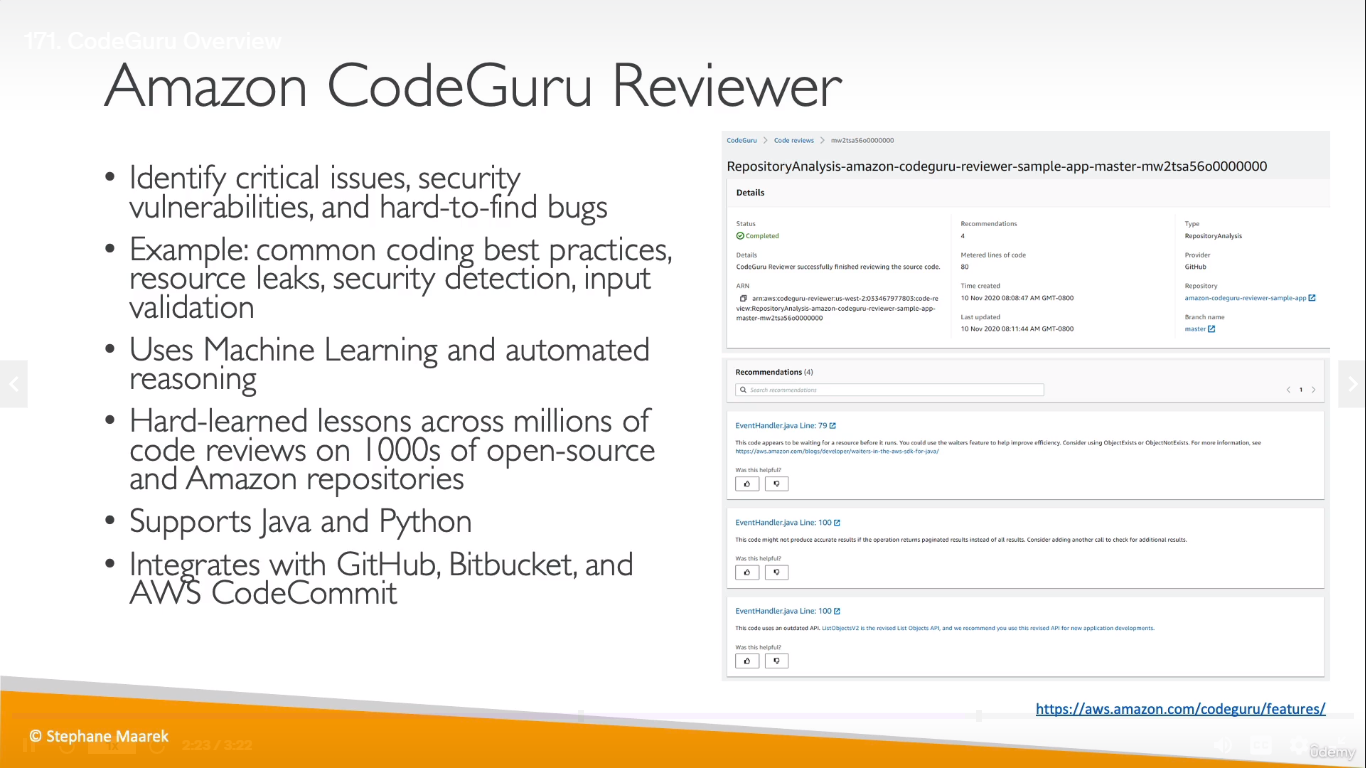 171. CodeGuru Overview
Amazon CodeGuru Reviewer
• Identify critical issues, security
vulnerabilities, and hard-to-find bugs
• Example: common coding best practices,
resource leaks, security detection, input
validation
• Uses Machine Learning and automated
reasoning
• Hard-learned lessons across millions of
code reviews on 1000s of open-source
and Amazon repositories
• Supports Java and Python
• Integrates with GitHub, Bitbucket, and
AWS CodeCommit
CodeGuru > Code reviews > mw2tsa56o0000000
RepositoryAnalysis-amazon-codeguru-reviewer-sample-app-master-mw2tsa56o0000000
Details
Status
Completed
Details
CodeGuru Reviewer successfully finished reviewing the source code.
ARN
arn:aws:codeguru-reviewer:us-west-2:033467977803:code-re
view:RepositoryAnalysis-amazon-codeguru-reviewer-sample-app-
master-mw2tsa56o0000000
Recommendations
4
Metered lines of code
80
Time created
10 Nov 2020 08:08:47 AM GMT-0800
Last updated
10 Nov 2020 08:11:44 AM GMT-0800
Type
RepositoryAnalysis
Provider
GitHub
Repository
amazon-codeguru-reviewer-sample-app
Branch name
master
Recommendations (4)
Search recommendations
< 1 >
EventHandler.java Line: 79
This code appears to be waiting for a resource before it runs. You could use the waiters feature to help improve efficiency. Consider using ObjectExists or ObjectNotExists. For more information, see
https://aws.amazon.com/blogs/developer/waiters-in-the-aws-sdk-for-java/
Was this helpful?
EventHandler.java Line: 100
This code might not produce accurate results if the operation returns paginated results instead of all results. Consider adding another call to check for additional results.
Was this helpful?
EventHandler.java Line: 100
This code uses an outdated API. ListObjectsV2 is the revised List Objects API, and we recommend you use this revised API for new application developments.
Was this helpful?
https://aws.amazon.com/codeguru/features/
© Stephane Maarek
1x
2:23 / 3:22
ûdemy